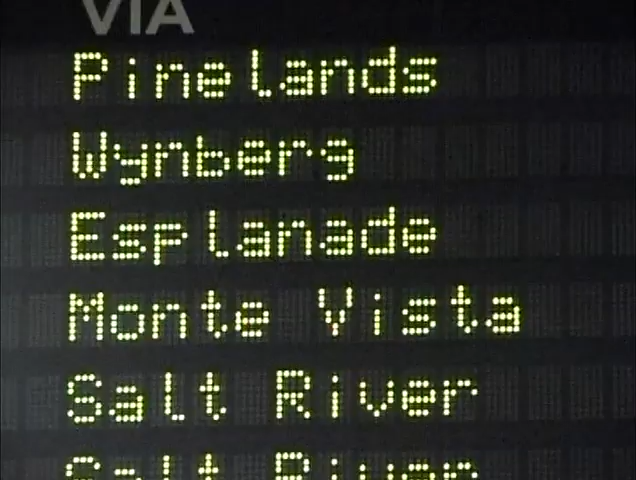 VIA
Pinelands
Wynberg
Esplanade
Monte Vista
Salt River
Salt River